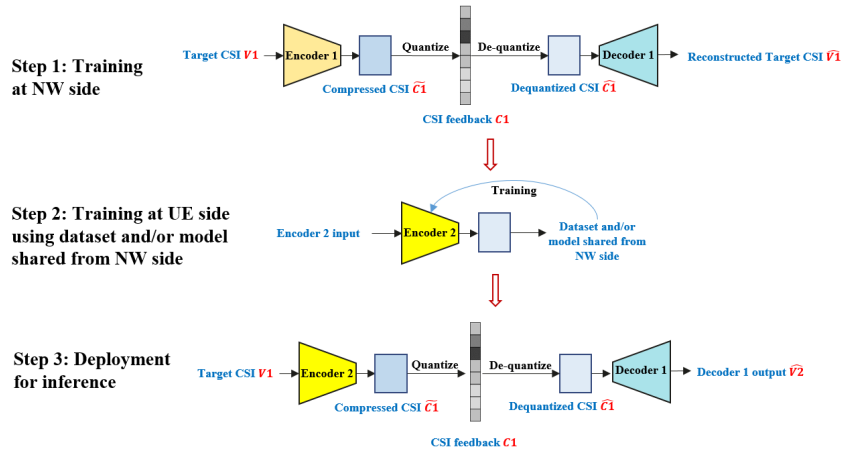 Step 1: Training
at NW side
Target CSI V1
Encoder 1
Quantize
De-quantize
Decoder 1
Reconstructed Target CSI V̂1
Compressed CSI C̃1
Dequantized CSI Ĉ1
CSI feedback C1
Step 2: Training at UE side
using dataset and/or model
shared from NW side
Training
Encoder 2 input
Encoder 2
Dataset and/or
model shared from
NW side
Step 3: Deployment
for inference
Target CSI V1
Encoder 2
Quantize
De-quantize
Decoder 1
Decoder 1 output V̂2
Compressed CSI C̃1
Dequantized CSI Ĉ1
CSI feedback C1